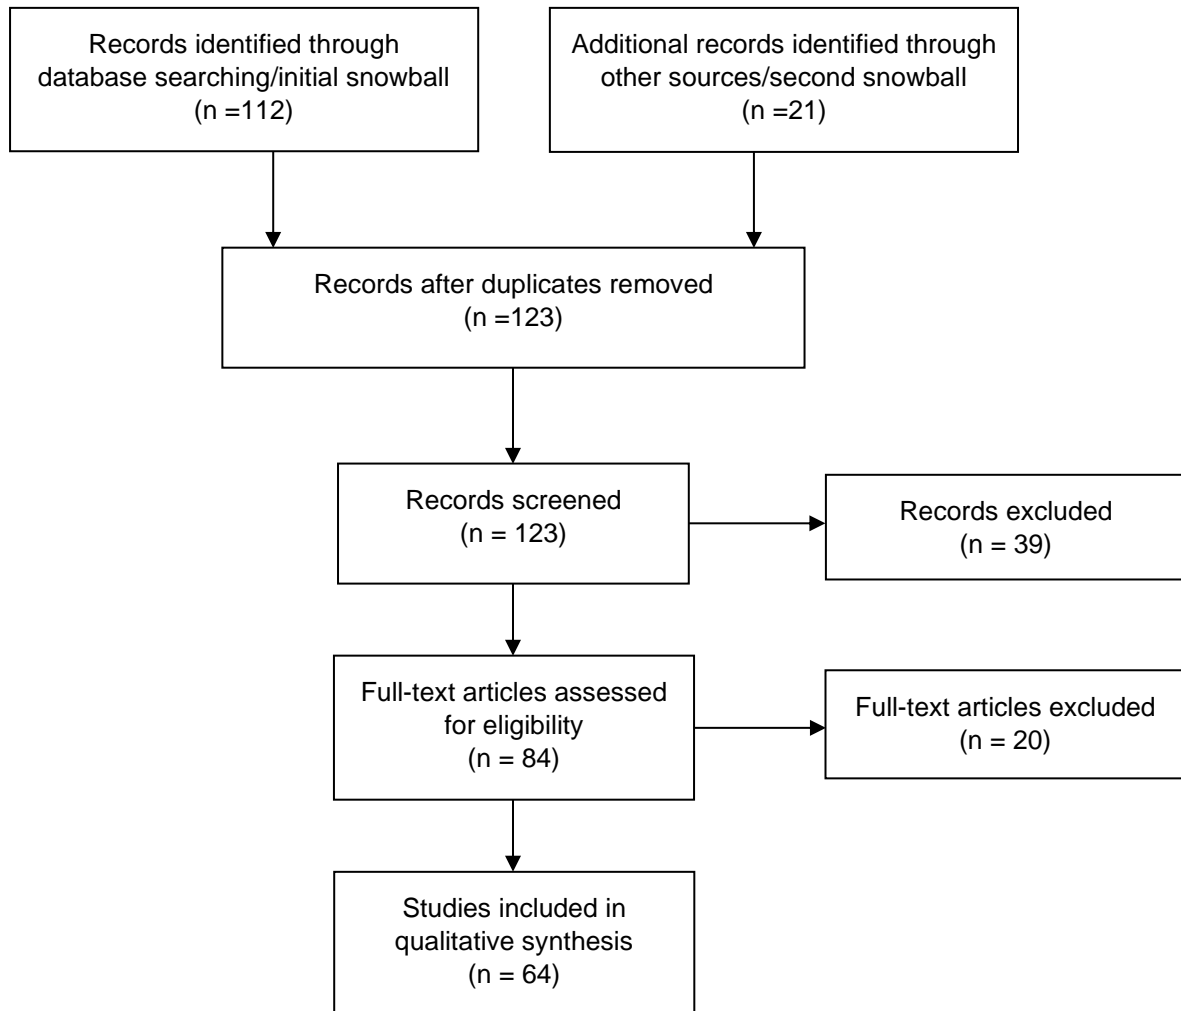 Records identified through
database searching/initial snowball
(n =112)
Additional records identified through
other sources/second snowball
(n =21)
Records after duplicates removed
(n =123)
Records screened
(n = 123)
Records excluded
(n = 39)
Full-text articles assessed
for eligibility
(n = 84)
Full-text articles excluded
(n = 20)
Studies included in
qualitative synthesis
(n = 64)